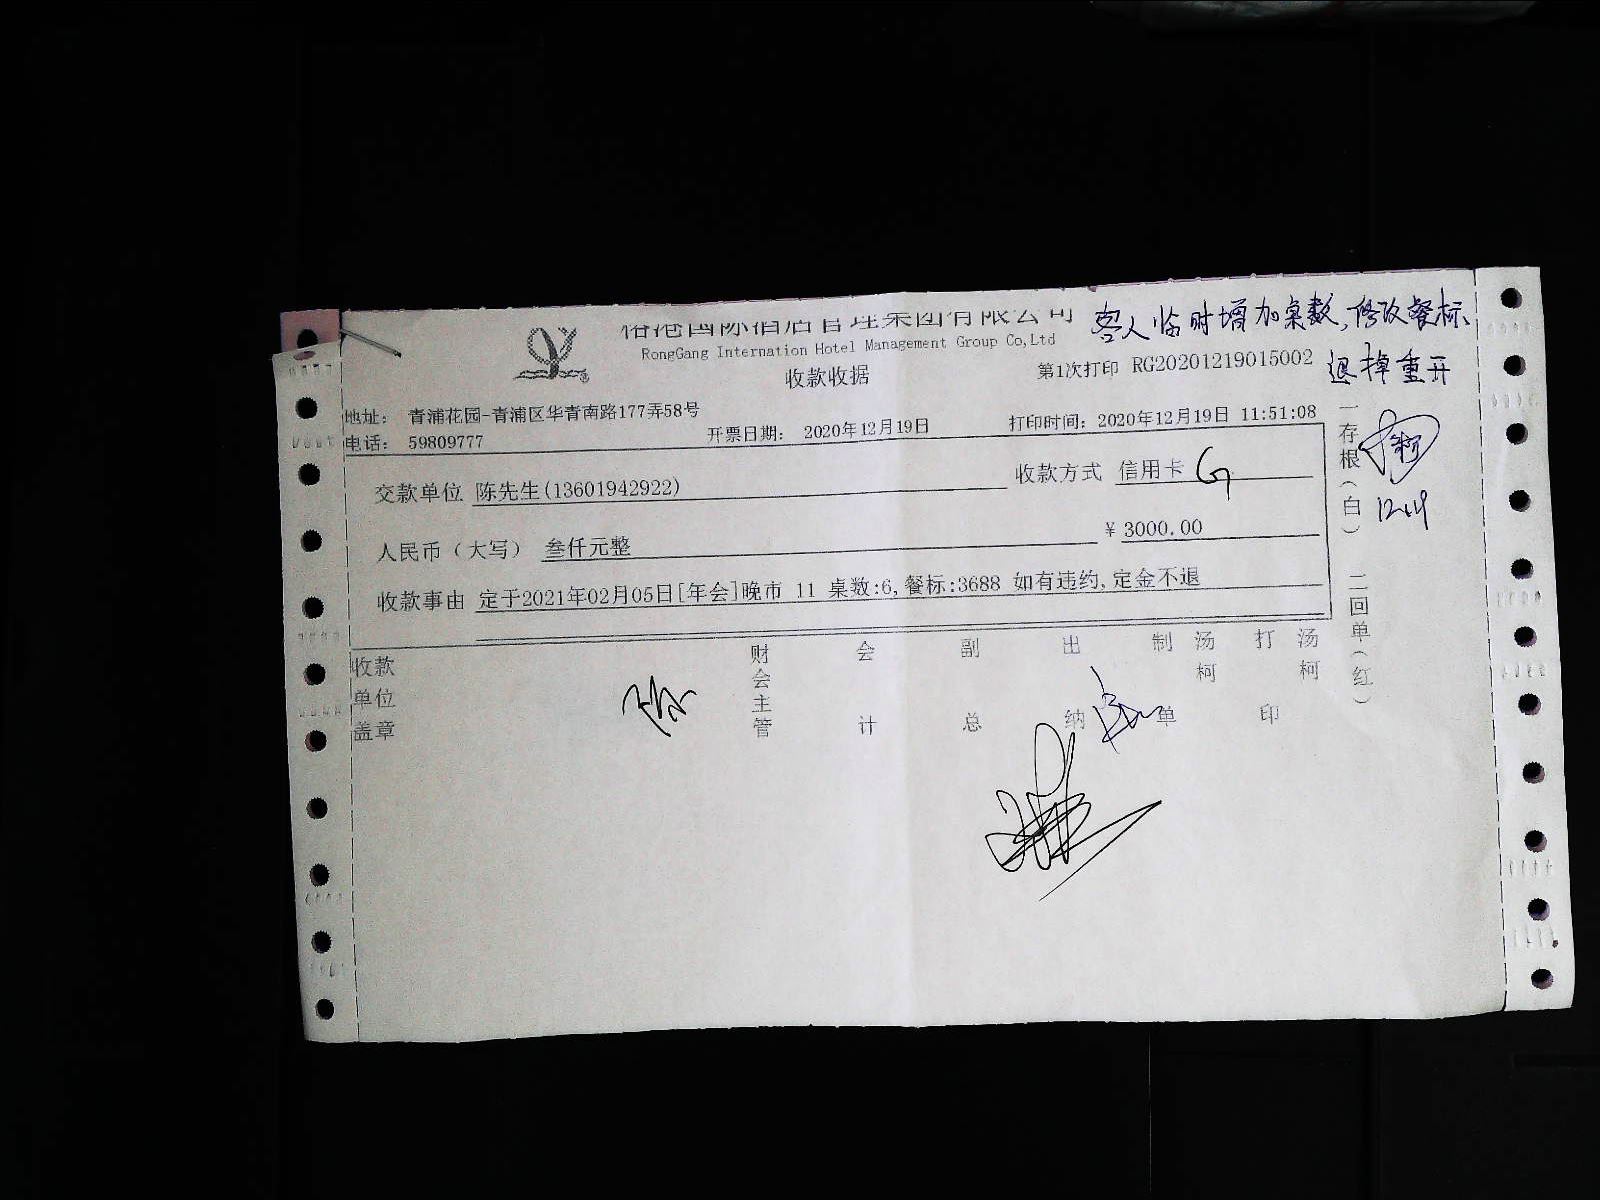 裕港国际酒店管理集团有限公司
客人临时增加桌数,修改餐标
RongGang Internation Hotel Management Group Co,Ltd
收款收据
第1次打印 RG20201219015002
退掉重开
地址: 青浦花园-青浦区华青南路177弄58号
电话: 59809777
开票日期: 2020年12月19日
打印时间: 2020年12月19日 11:51:08
交款单位 陈先生(13601942922)
收款方式 信用卡 G
12.19
人民币（大写） 叁仟元整
¥ 3000.00
收款事由 定于2021年02月05日[年会]晚市 11 桌数:6,餐标:3688 如有违约,定金不退
一存根(白) 二回单(红)
收款单位盖章
陈
财会主管
会计
副总
出纳
制单
汤柯
打印
汤柯